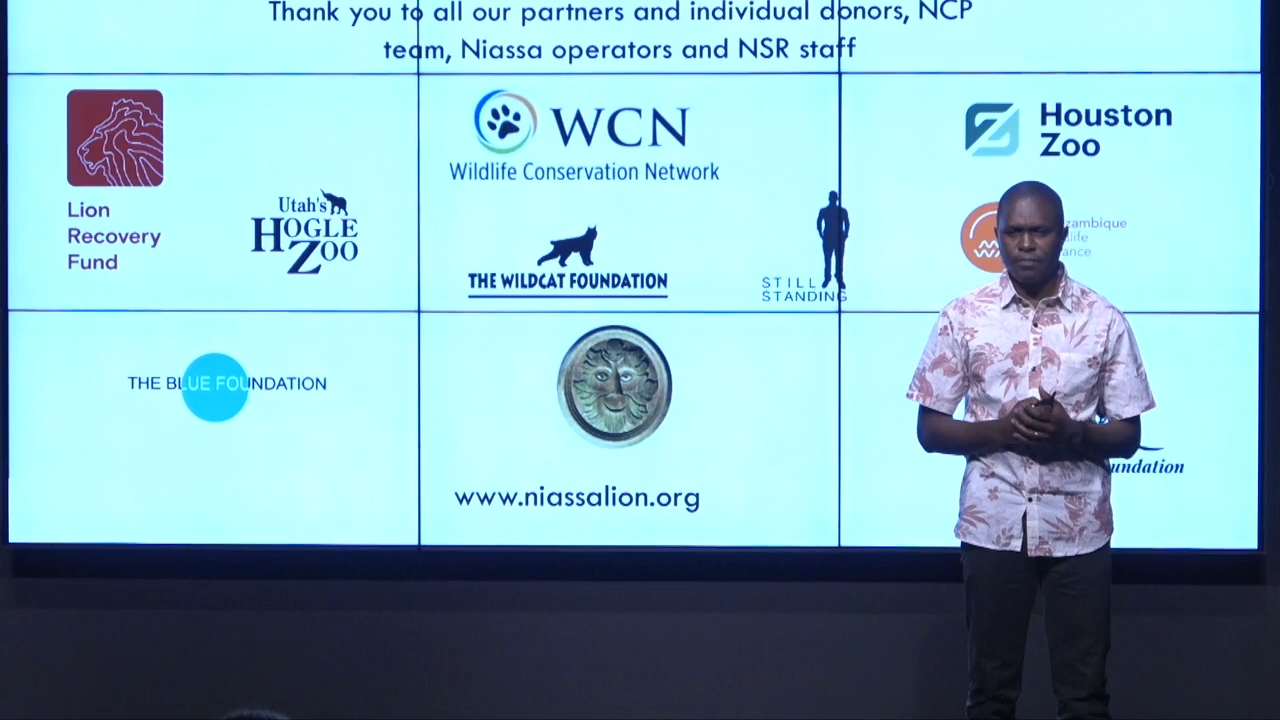 Thank you to all our partners and individual donors, NCP
team, Niassa operators and NSR staff
Lion
Recovery
Fund
Utah's
HOGLE
ZOO
WCN
Wildlife Conservation Network
THE WILDCAT FOUNDATION
STILL
STANDING
Houston
Zoo
THE BLUE FOUNDATION
www.niassalion.org